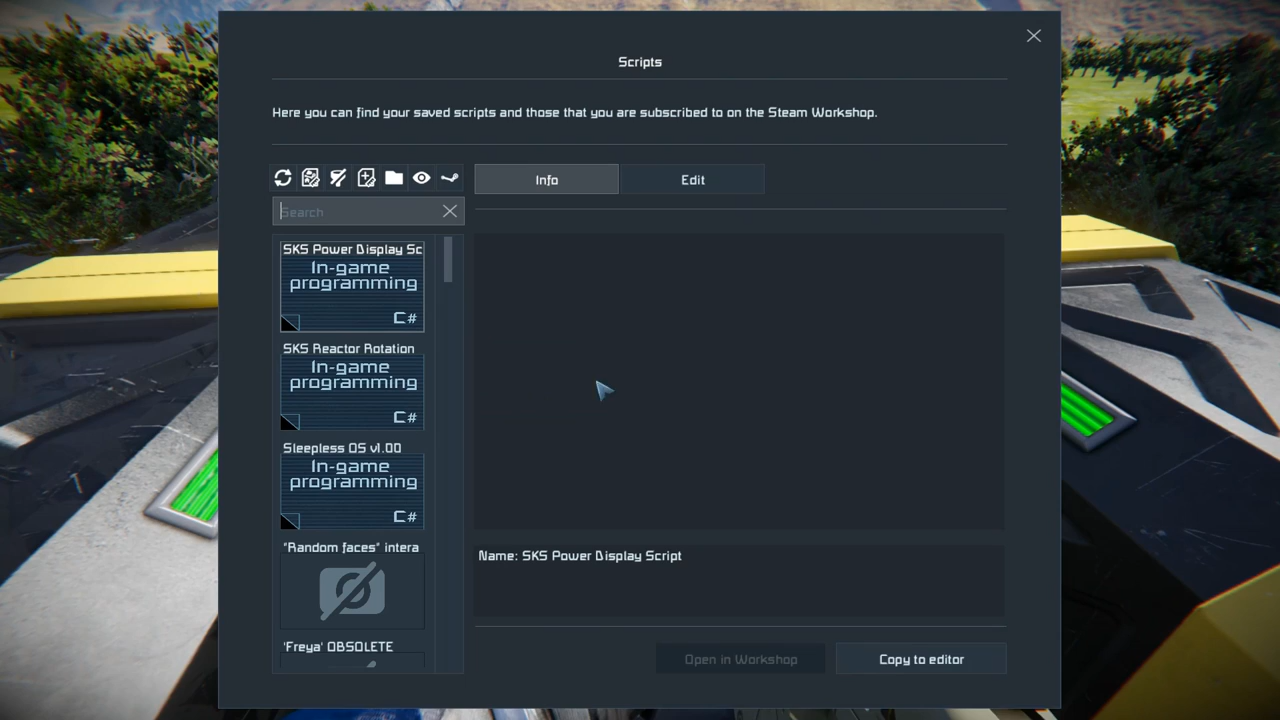 Scripts
Here you can find your saved scripts and those that you are subscribed to on the Steam Workshop.
Info
Edit
Search
SKS Power Display Sc
In-game
programming
C#
SKS Reactor Rotation
In-game
programming
C#
Sleepless OS v1.00
In-game
programming
C#
"Random faces" intera
'Freya' OBSOLETE
Name: SKS Power Display Script
Open in Workshop
Copy to editor